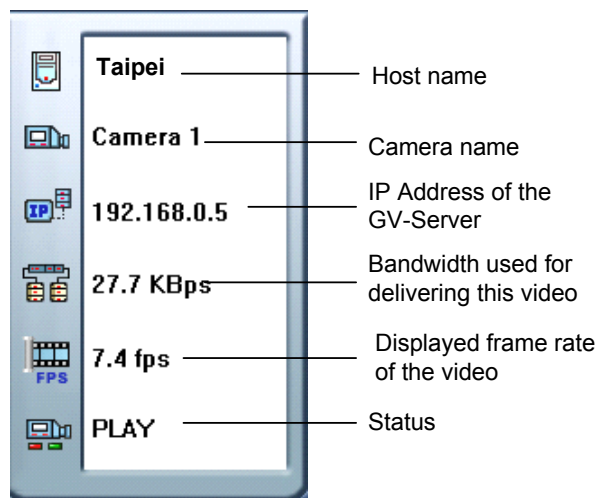 Taipei
Host name
Camera 1
Camera name
IP
192.168.0.5
IP Address of the
GV-Server
27.7 KBps
Bandwidth used for
delivering this video
FPS
7.4 fps
Displayed frame rate
of the video
PLAY
Status